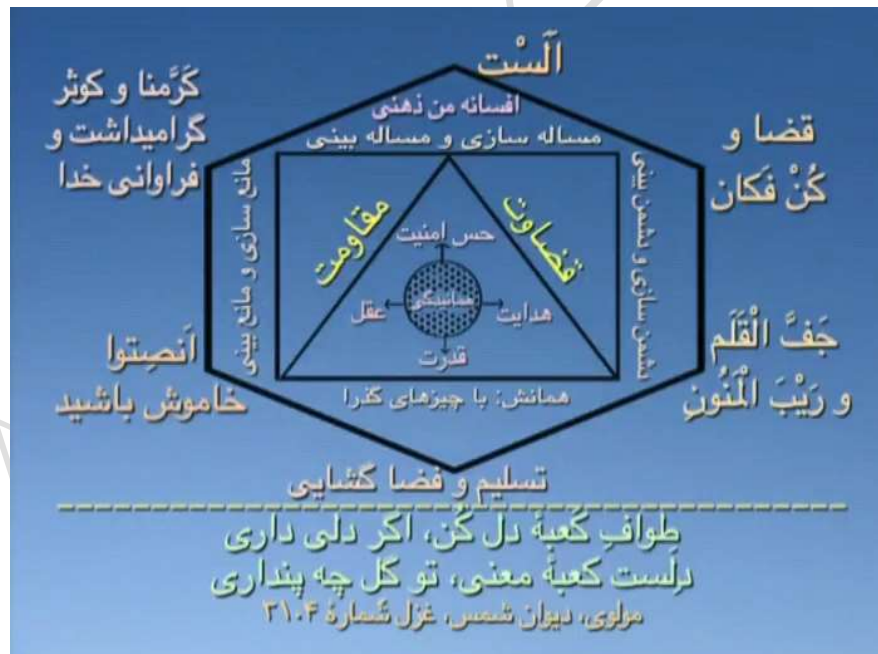 اَلَسْت
کَرَّمنا و کوثر
گرامیداشت و
فراوانی خدا
قضا و
کُنْ فَکان
افسانه من ذهنی
مساله سازی و مساله بینی
مانع سازی و مانع بینی
دشمن سازی و دشمن بینی
مقاومت
قضاوت
حس امنیت
عقل
همانیدگی
هدایت
قدرت
اَنصِتوا
خاموش باشید
جَفَّ الْقَلَم
و رَیْبَ الْمَنُونِ
همانش: با چیزهای گذرا
تسلیم و فضا گشایی
طوافِ کعبهٔ دل کُن، اگر دلی داری
دلست کعبهٔ معنی، تو گل چه پنداری
مولوی، دیوان شمس، غزل شمارهٔ ۳۱۰۴